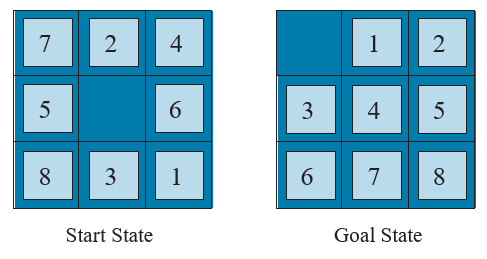 7 2 4
5 6
8 3 1
Start State
1 2
3 4 5
6 7 8
Goal State